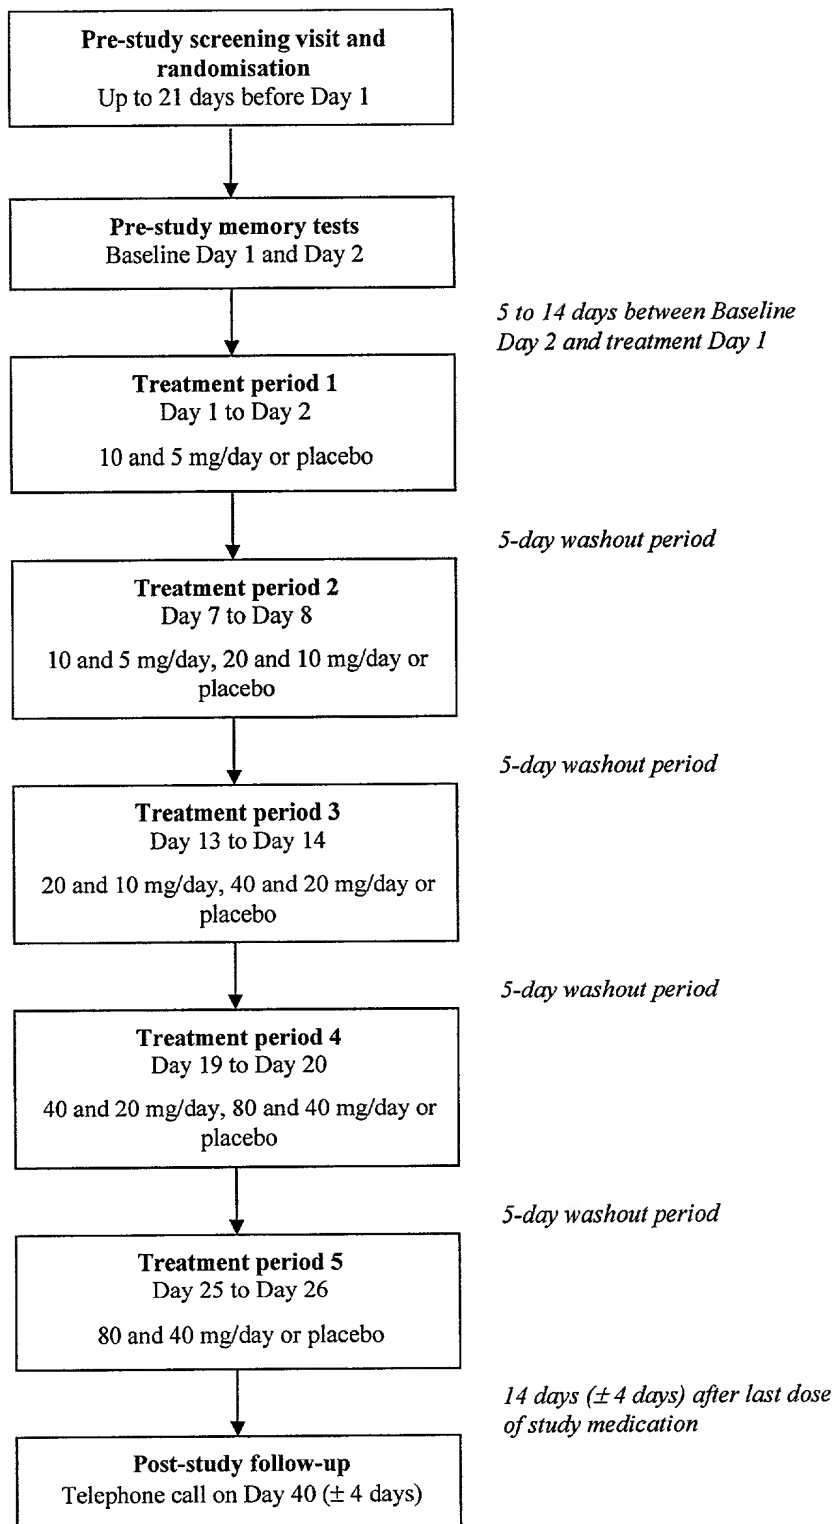 Pre-study screening visit and
randomisation
Up to 21 days before Day 1
Pre-study memory tests
Baseline Day 1 and Day 2
5 to 14 days between Baseline
Day 2 and treatment Day 1
Treatment period 1
Day 1 to Day 2
10 and 5 mg/day or placebo
5-day washout period
Treatment period 2
Day 7 to Day 8
10 and 5 mg/day, 20 and 10 mg/day or
placebo
5-day washout period
Treatment period 3
Day 13 to Day 14
20 and 10 mg/day, 40 and 20 mg/day or
placebo
5-day washout period
Treatment period 4
Day 19 to Day 20
40 and 20 mg/day, 80 and 40 mg/day or
placebo
5-day washout period
Treatment period 5
Day 25 to Day 26
80 and 40 mg/day or placebo
14 days (± 4 days) after last dose
of study medication
Post-study follow-up
Telephone call on Day 40 (± 4 days)